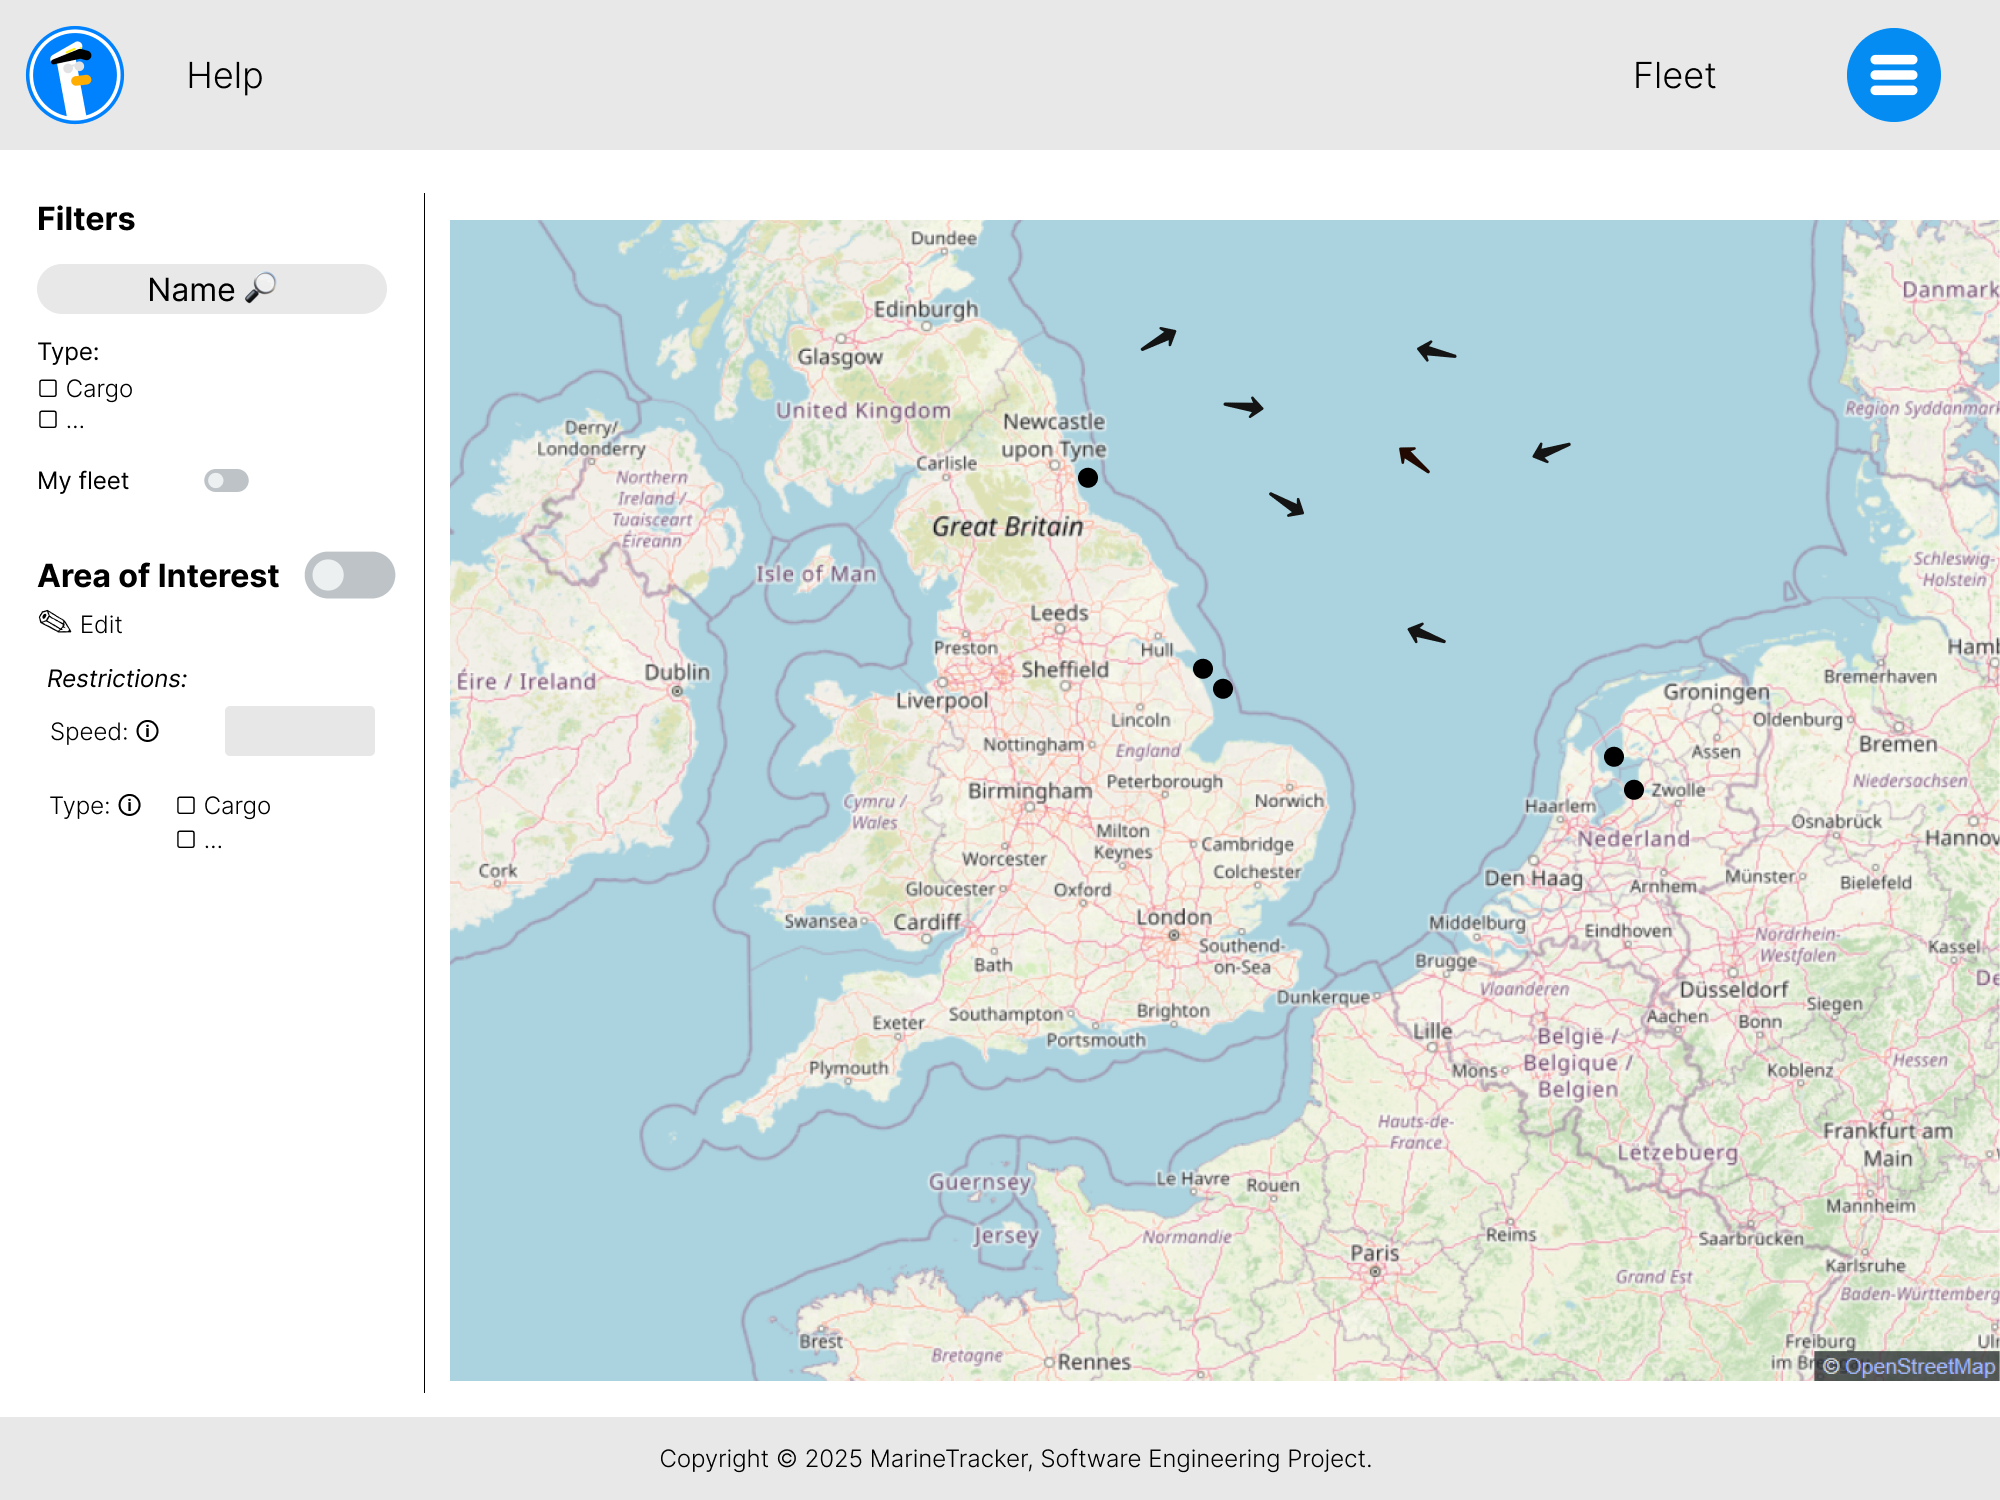 Help
Fleet
Filters
Name
Type:
Cargo
...
My fleet
Area of Interest
Edit
Restrictions:
Speed:
Type:
Cargo
...
Dundee
Edinburgh
Glasgow
United Kingdom
Danmark
Region Syddanmark
Derry/
Londonderry
Newcastle
upon Tyne
Carlisle
Northern
Ireland /
Tuaisceart
Éireann
Great Britain
Isle of Man
Schleswig-
Holstein
Leeds
Preston
Hull
Sheffield
Dublin
Éire / Ireland
Liverpool
Lincoln
Groningen
Bremerhaven
Oldenburg
Nottingham
England
Assen
Bremen
Peterborough
Niedersachsen
Birmingham
Norwich
Zwolle
Haarlem
Cymru /
Wales
Osnabrück
Milton
Keynes
Cambridge
Nederland
Worcester
Colchester
Cork
Gloucester
Oxford
Den Haag
Arnhem
Münster
Bielefeld
Swansea
Cardiff
London
Middelburg
Eindhoven
Nordrhein-
Westfalen
Kassel
Southend-
on-Sea
Bath
Brugge
Vlaanderen
Düsseldorf
Dunkerque
Siegen
Exeter
Southampton
Brighton
Aachen
Bonn
Portsmouth
Lille
België /
Belgique /
Belgien
Hessen
Plymouth
Mons
Koblenz
Hauts-de-
France
Frankfurt am
Main
Lëtzebuerg
Guernsey
Le Havre
Rouen
Mannheim
Jersey
Normandie
Reims
Saarbrücken
Paris
Karlsruhe
Grand Est
Baden-Württemberg
Brest
Bretagne
Rennes
Freiburg
© OpenStreetMap
Copyright © 2025 MarineTracker, Software Engineering Project.